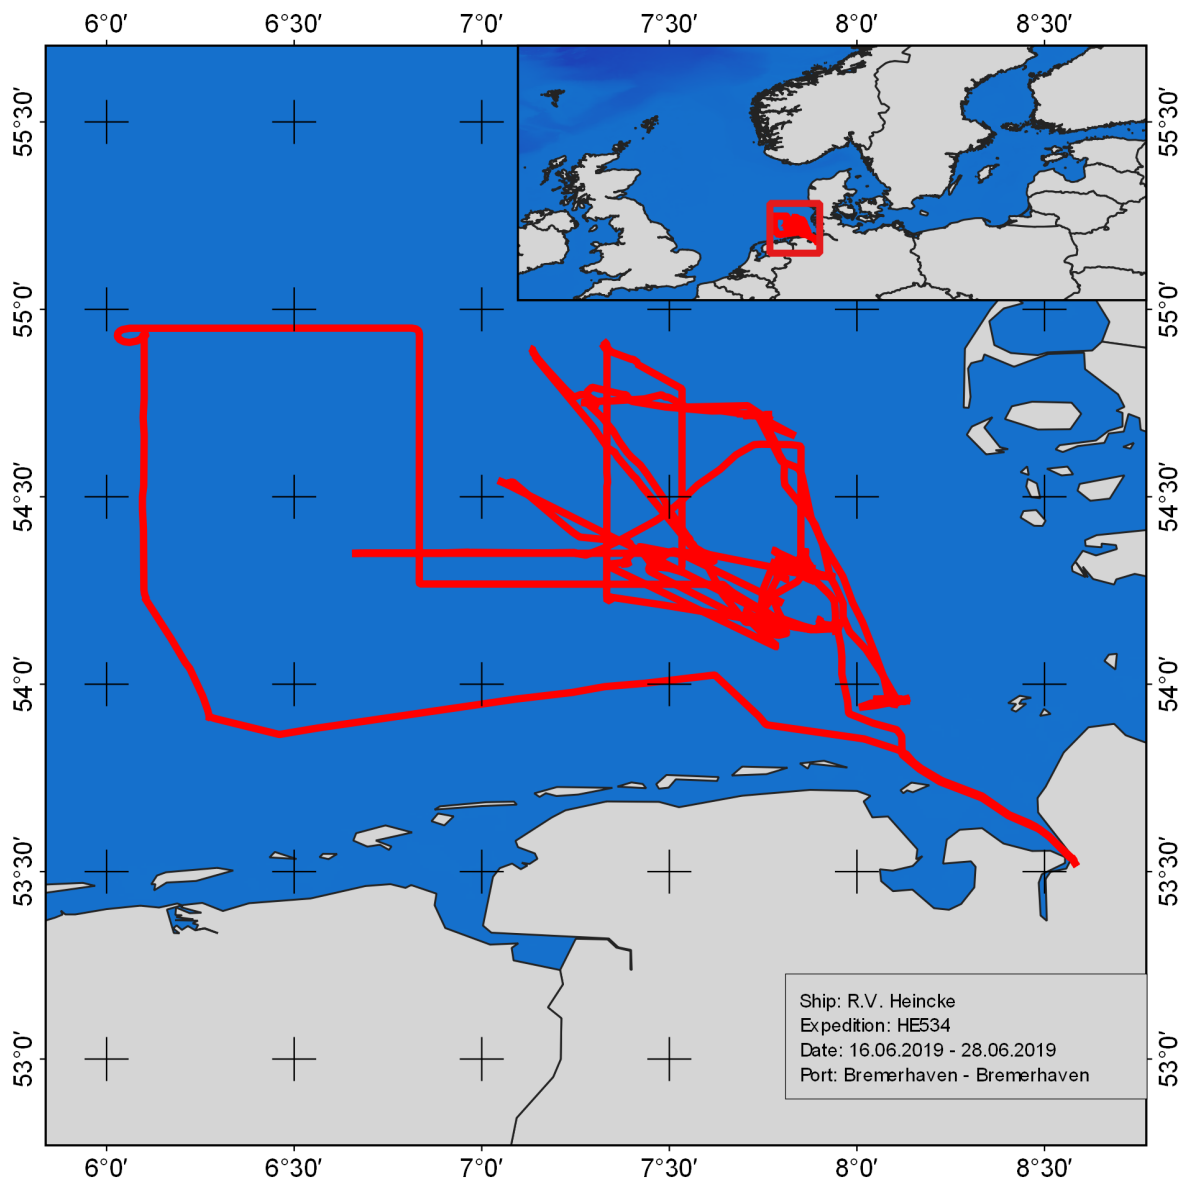 6°0′ 6°30′ 7°0′ 7°30′ 8°0′ 8°30′
55°30′ 55°30′
55°0′ 55°0′
54°30′ 54°30′
54°0′ 54°0′
53°30′ 53°30′
53°0′ 53°0′
Ship: R.V. Heincke
Expedition: HE534
Date: 16.06.2019 - 28.06.2019
Port: Bremerhaven - Bremerhaven
6°0′ 6°30′ 7°0′ 7°30′ 8°0′ 8°30′